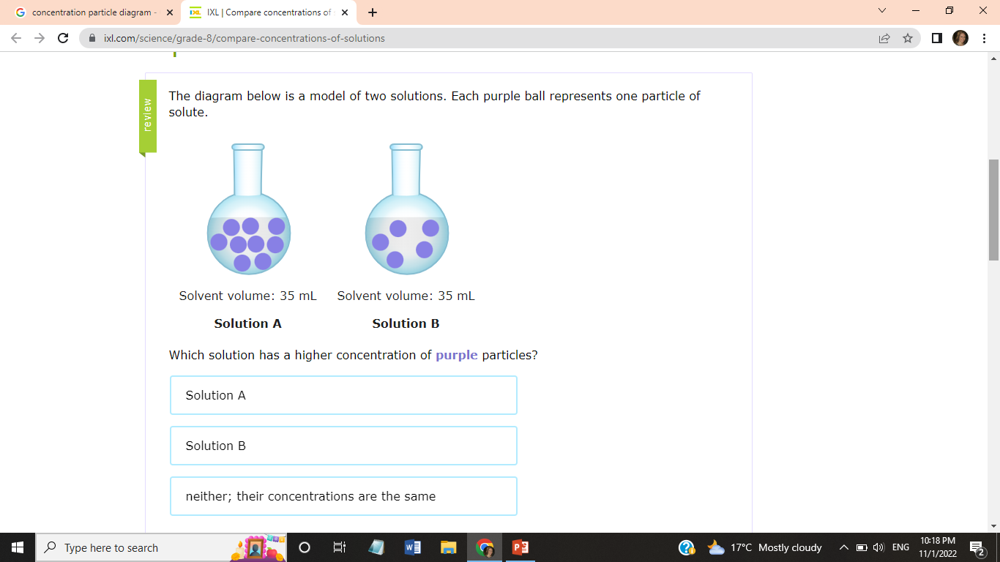 concentration particle diagram -
IXL | Compare concentrations of
ixl.com/science/grade-8/compare-concentrations-of-solutions
review
The diagram below is a model of two solutions. Each purple ball represents one particle of
solute.
Solvent volume: 35 mL Solvent volume: 35 mL
Solution A Solution B
Which solution has a higher concentration of purple particles?
Solution A
Solution B
neither; their concentrations are the same
Type here to search
17°C Mostly cloudy
ENG
10:18 PM
11/1/2022
2